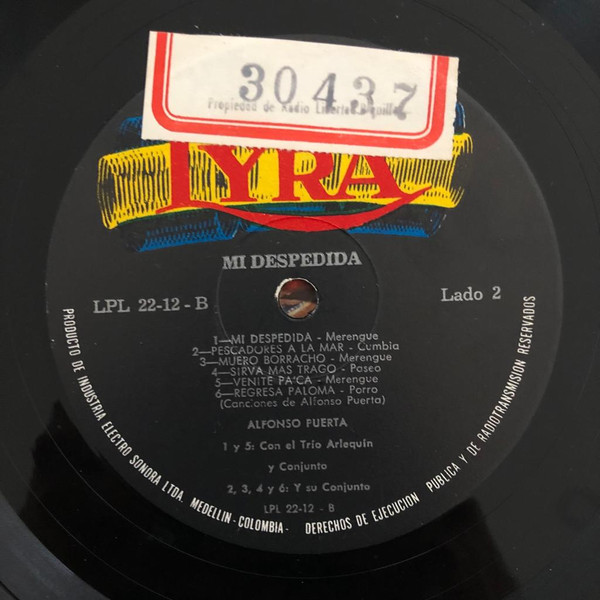 30437
Propiedad de Radio Libertad B/quilla
LYRA
MI DESPEDIDA
LPL 22-12 - B
Lado 2
1—MI DESPEDIDA - Merengue
2—PESCADORES A LA MAR - Cumbia
3—MUERO BORRACHO - Merengue
4—SIRVA MAS TRAGO - Paseo
5—VENITE PA'CA - Merengue
6—REGRESA PALOMA - Porro
(Canciones de Alfonso Puerta)
ALFONSO PUERTA
1 y 5: Con el Trío Arlequín
y Conjunto
2, 3, 4 y 6: Y su Conjunto
LPL 22-12 - B
PRODUCTO DE INDUSTRIA ELECTRO SONORA LTDA. MEDELLIN - COLOMBIA - DERECHOS DE EJECUCION PUBLICA Y DE RADIOTRANSMISION RESERVADOS